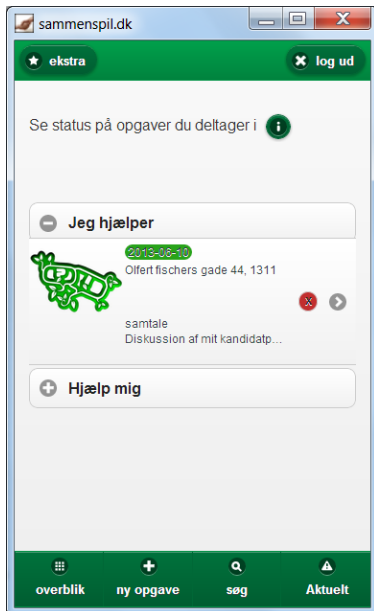 sammenspil.dk
ekstra
log ud
Se status på opgaver du deltager i
Jeg hjælper
2013-06-10
Olfert fischers gade 44, 1311
samtale
Diskussion af mit kandidatp...
Hjælp mig
overblik
ny opgave
søg
Aktuelt